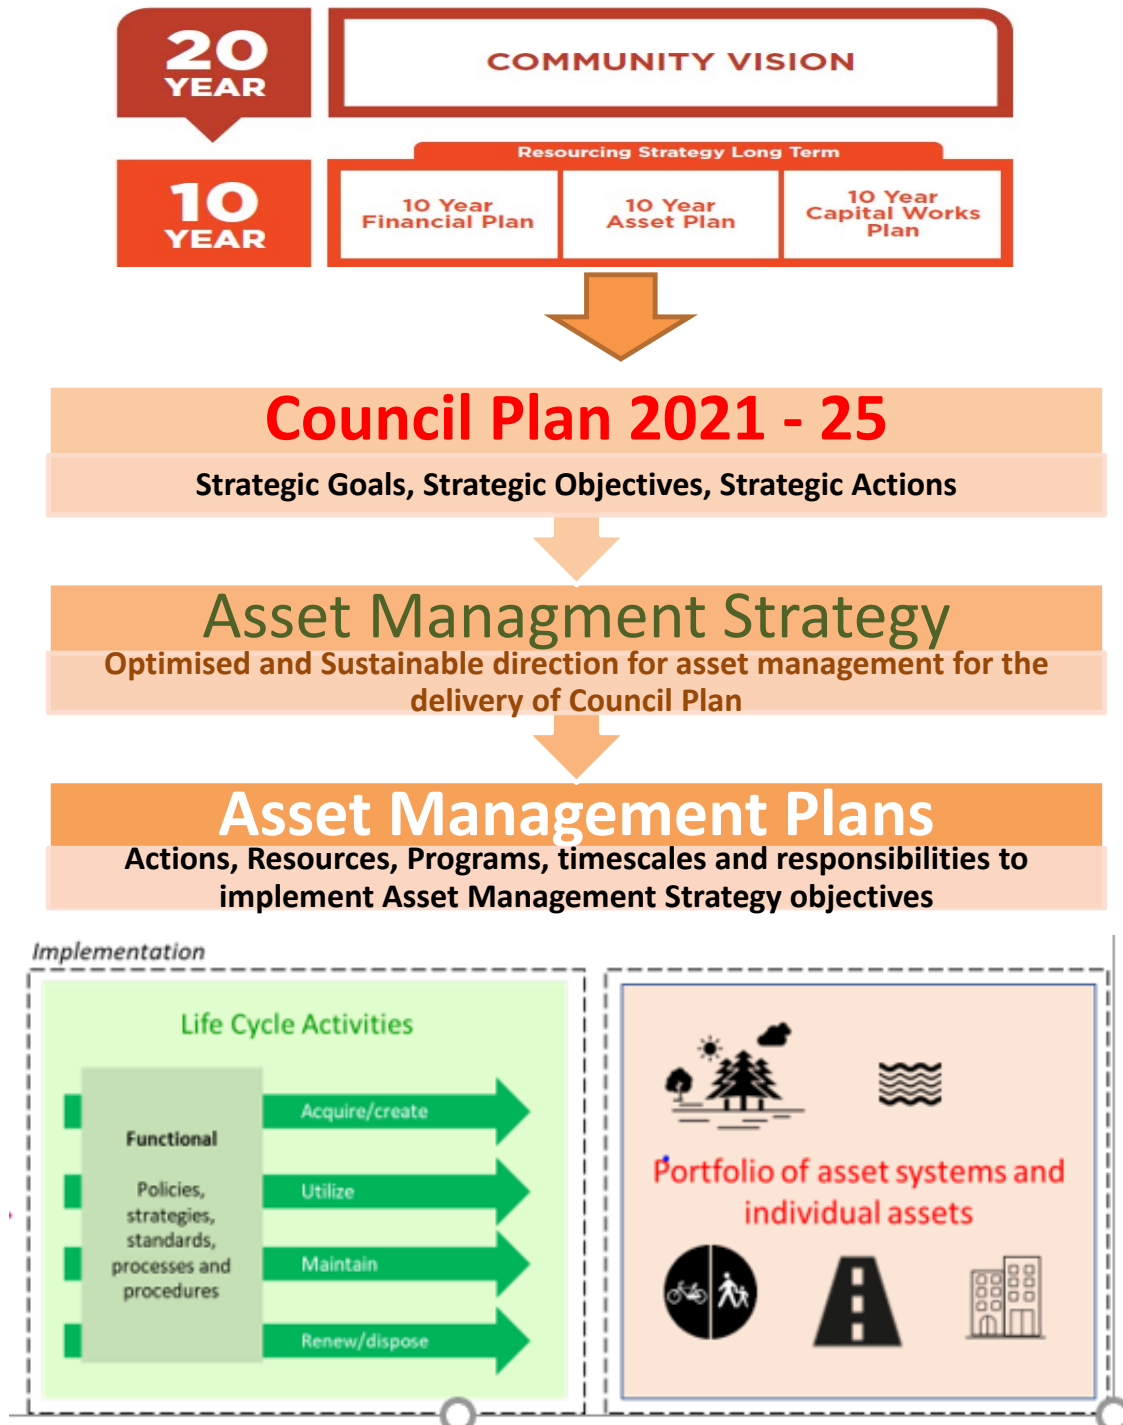 20
YEAR
COMMUNITY VISION
Resourcing Strategy Long Term
10
YEAR
10 Year
Financial Plan
10 Year
Asset Plan
10 Year
Capital Works
Plan
Council Plan 2021 - 25
Strategic Goals, Strategic Objectives, Strategic Actions
Asset Managment Strategy
Optimised and Sustainable direction for asset management for the
delivery of Council Plan
Asset Management Plans
Actions, Resources, Programs, timescales and responsibilities to
implement Asset Management Strategy objectives
Implementation
Life Cycle Activities
Functional
Policies,
strategies,
standards,
processes and
procedures
Acquire/create
Utilize
Maintain
Renew/dispose
Portfolio of asset systems and
individual assets